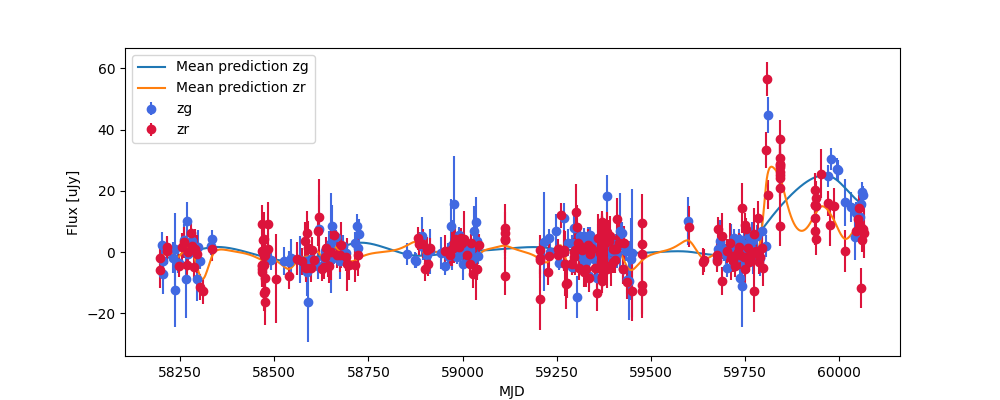 Mean prediction zg
Mean prediction zr
zg
zr
Flux [uJy]
60
40
20
0
−20
58250 58500 58750 59000 59250 59500 59750 60000
MJD